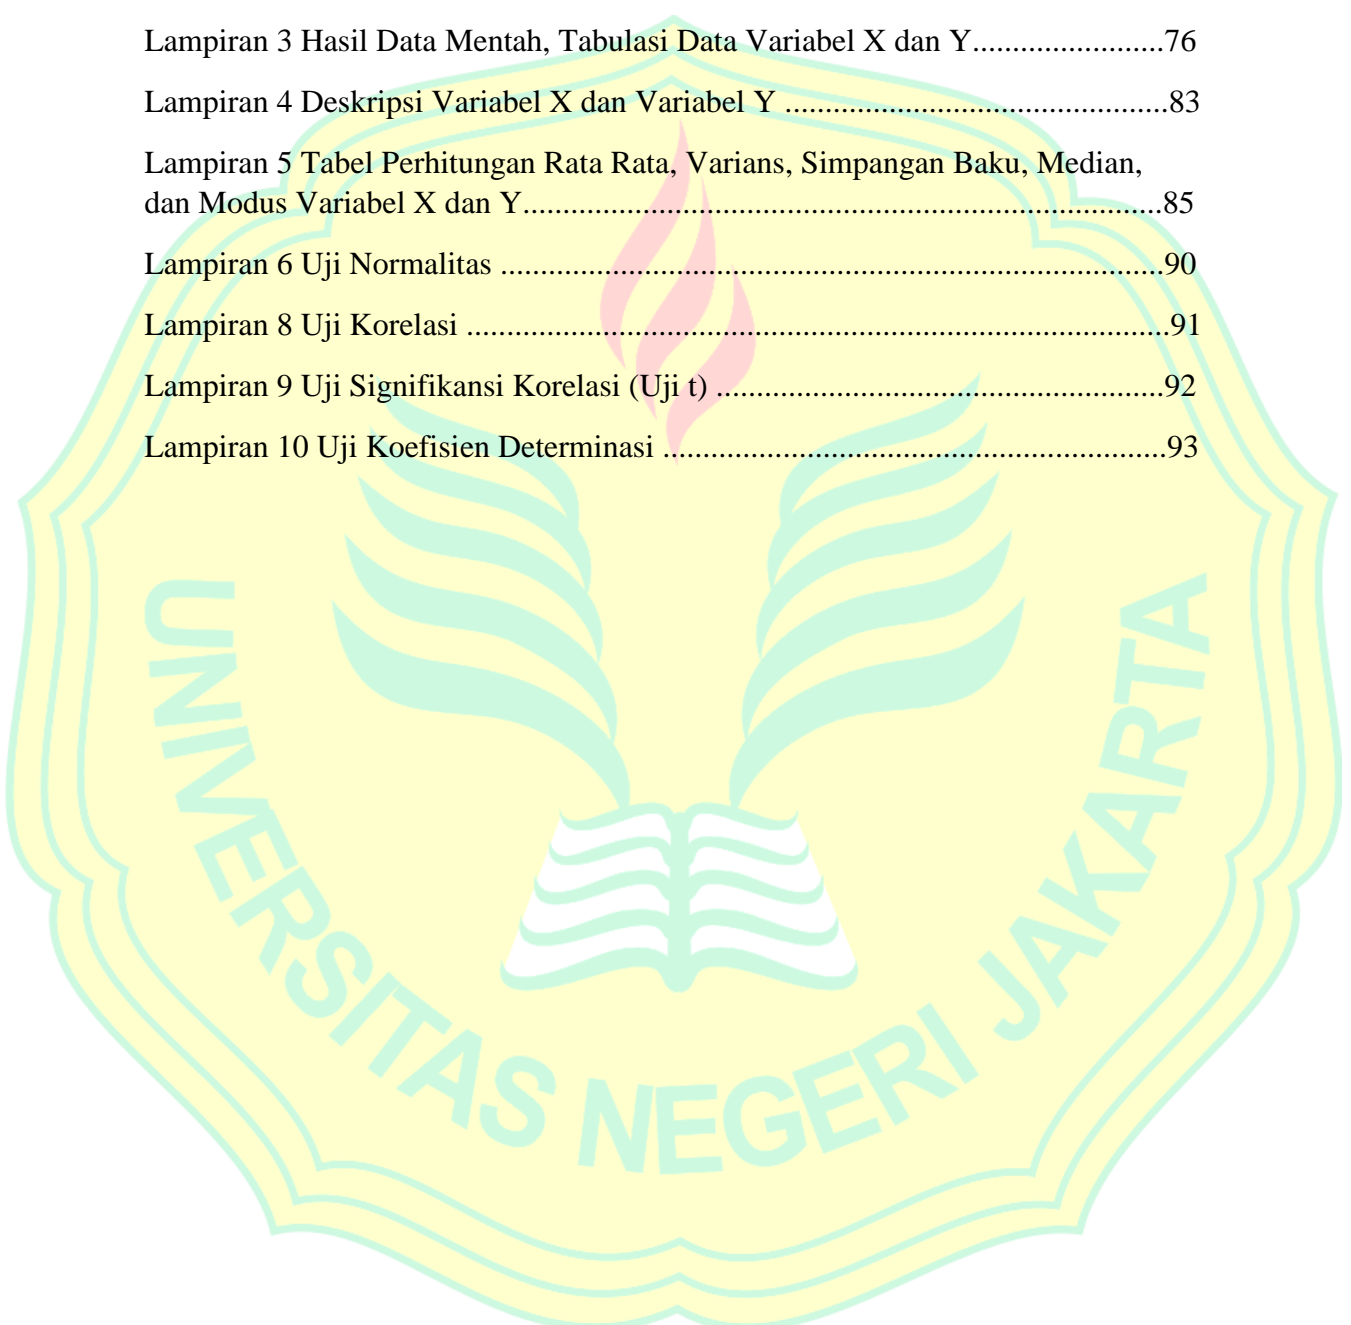 Lampiran 3 Hasil Data Mentah, Tabulasi Data Variabel X dan Y........................76
Lampiran 4 Deskripsi Variabel X dan Variabel Y ................................................83
Lampiran 5 Tabel Perhitungan Rata Rata, Varians, Simpangan Baku, Median,
dan Modus Variabel X dan Y................................................................................85
Lampiran 6 Uji Normalitas ...................................................................................90
Lampiran 8 Uji Korelasi ........................................................................................91
Lampiran 9 Uji Signifikansi Korelasi (Uji t) ........................................................92
Lampiran 10 Uji Koefisien Determinasi ...............................................................93
UNIVERSITAS NEGERI JAKARTA